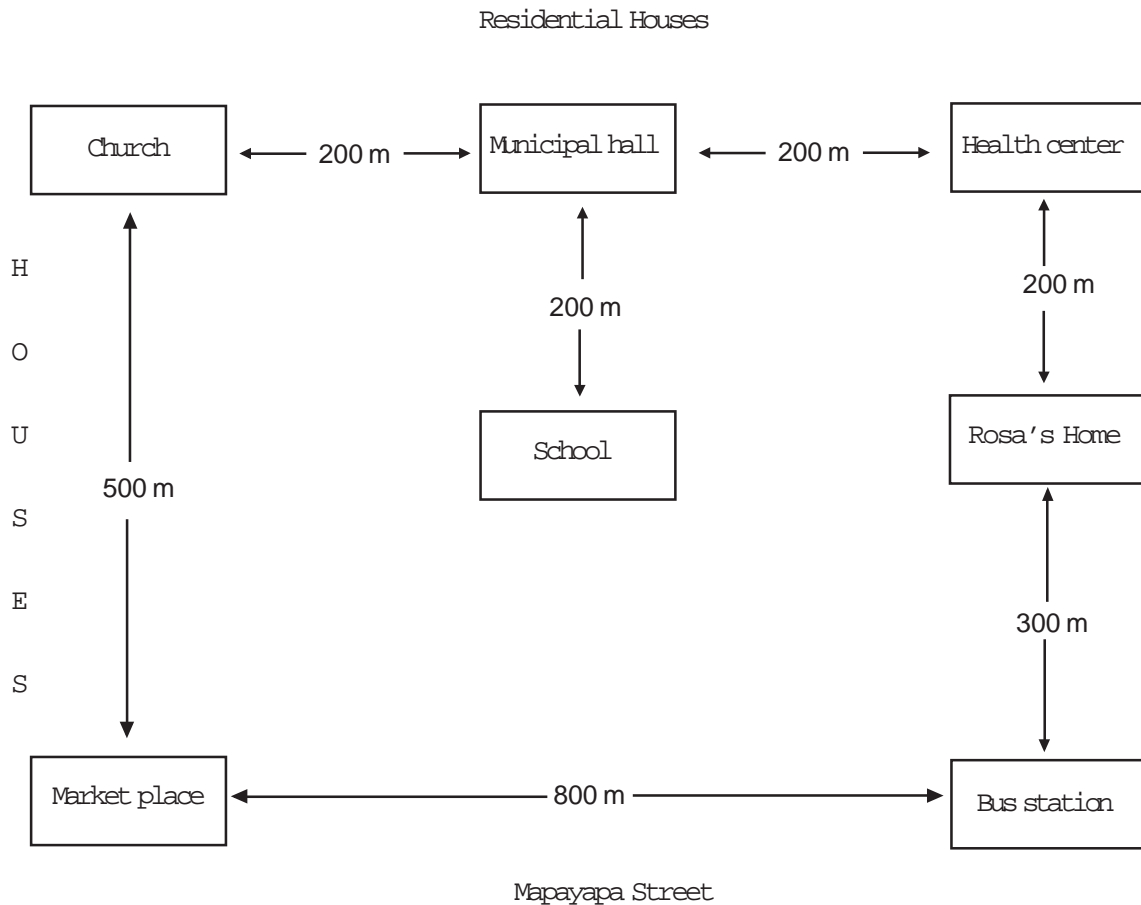 Residential Houses
Church
200 m
Municipal hall
200 m
Health center
HOUSES
200 m
200 m
School
Rosa's Home
500 m
300 m
Market place
800 m
Bus station
Mapayapa Street